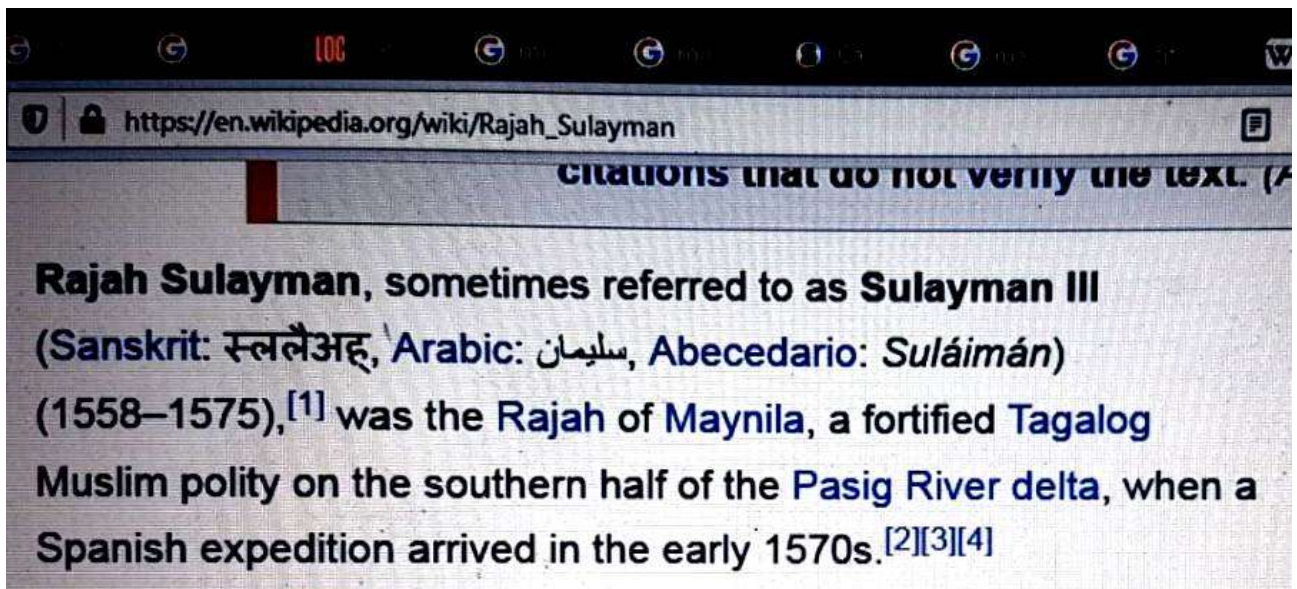 LOC
https://en.wikipedia.org/wiki/Rajah_Sulayman
citations that do not verify the text. (A
Rajah Sulayman, sometimes referred to as Sulayman III
(Sanskrit: स्ललैअह्, Arabic: سليمان, Abecedario: Suláimán)
(1558–1575),[1] was the Rajah of Maynila, a fortified Tagalog
Muslim polity on the southern half of the Pasig River delta, when a
Spanish expedition arrived in the early 1570s.[2][3][4]